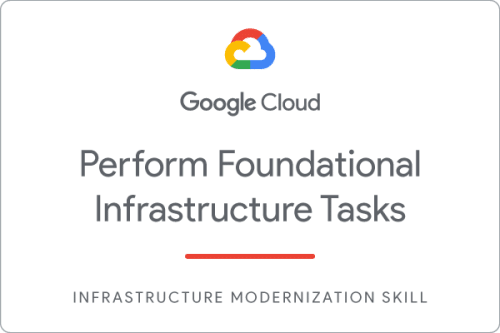 Google Cloud
Perform Foundational
Infrastructure Tasks
INFRASTRUCTURE MODERNIZATION SKILL